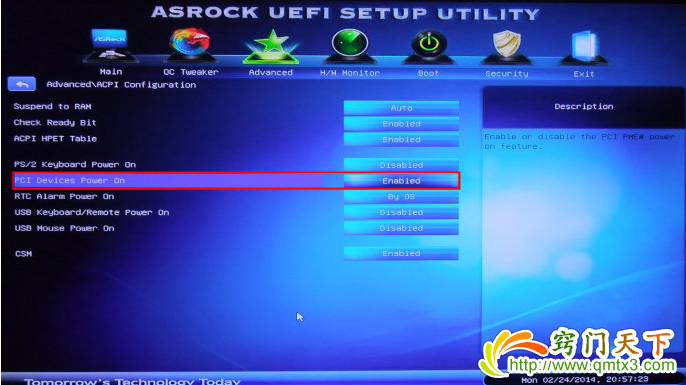 ASROCK UEFI SETUP UTILITY
ASRock
Main OC Tweaker Advanced H/W Monitor Boot Security Exit
Advanced\ACPI Configuration
Suspend to RAM Auto
Check Ready Bit Enabled
ACPI HPET Table Enabled
PS/2 Keyboard Power On Disabled
PCI Devices Power On Enabled
RTC Alarm Power On By OS
USB Keyboard/Remote Power On Disabled
USB Mouse Power On Disabled
CSM Enabled
Description
Enable or disable the PCI PME# power
on feature.
窍门天下
http://www.qmtx3.com
Tomorrow's Technology Today
Mon 02/24/2014, 20:57:23